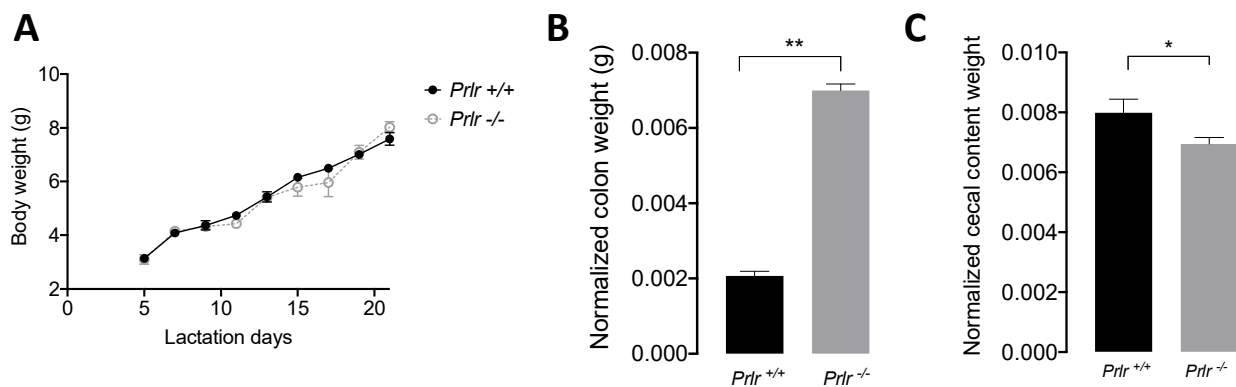 A
Body weight (g)
10
8
6
4
2
0
5
10
15
20
Lactation days
Prlr +/+
Prlr -/-
B
Normalized colon weight (g)
**
0.008
0.006
0.004
0.002
0.000
Prlr +/+
Prlr -/-
C
Normalized cecal content weight
*
0.010
0.008
0.006
0.004
0.002
0.000
Prlr +/+
Prlr -/-